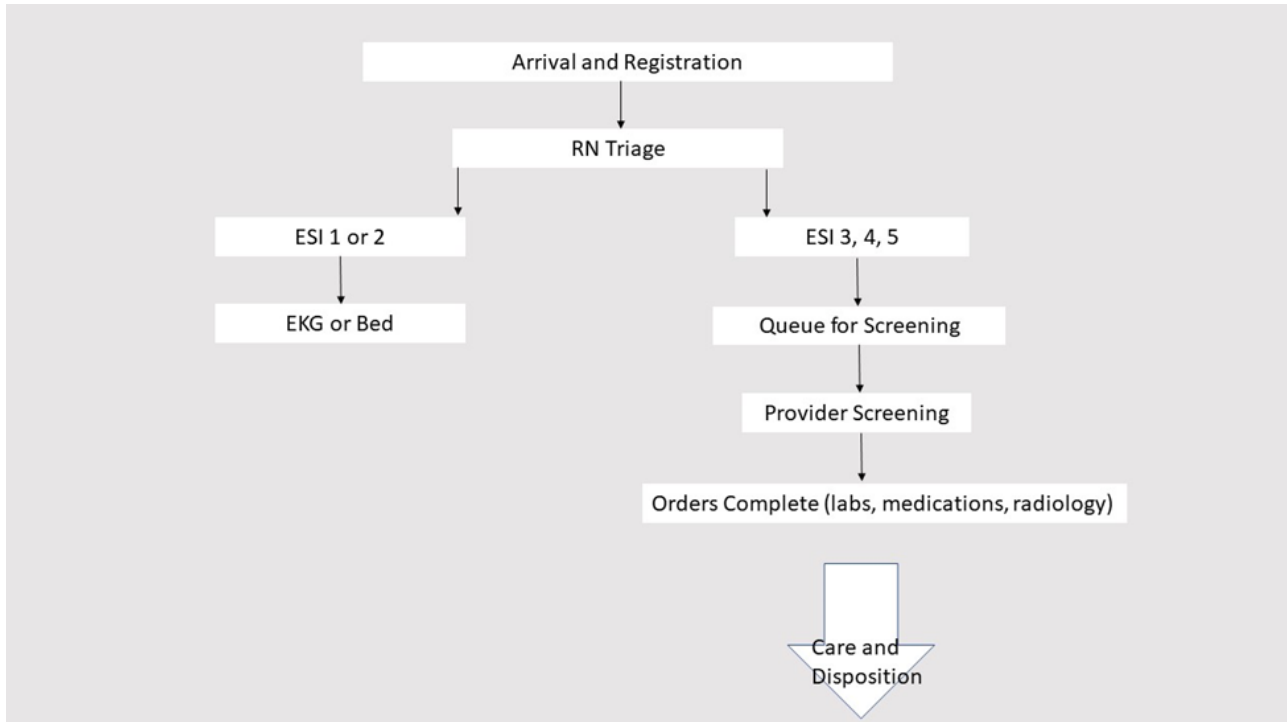 Arrival and Registration
RN Triage
ESI 1 or 2
ESI 3, 4, 5
EKG or Bed
Queue for Screening
Provider Screening
Orders Complete (labs, medications, radiology)
Care and
Disposition